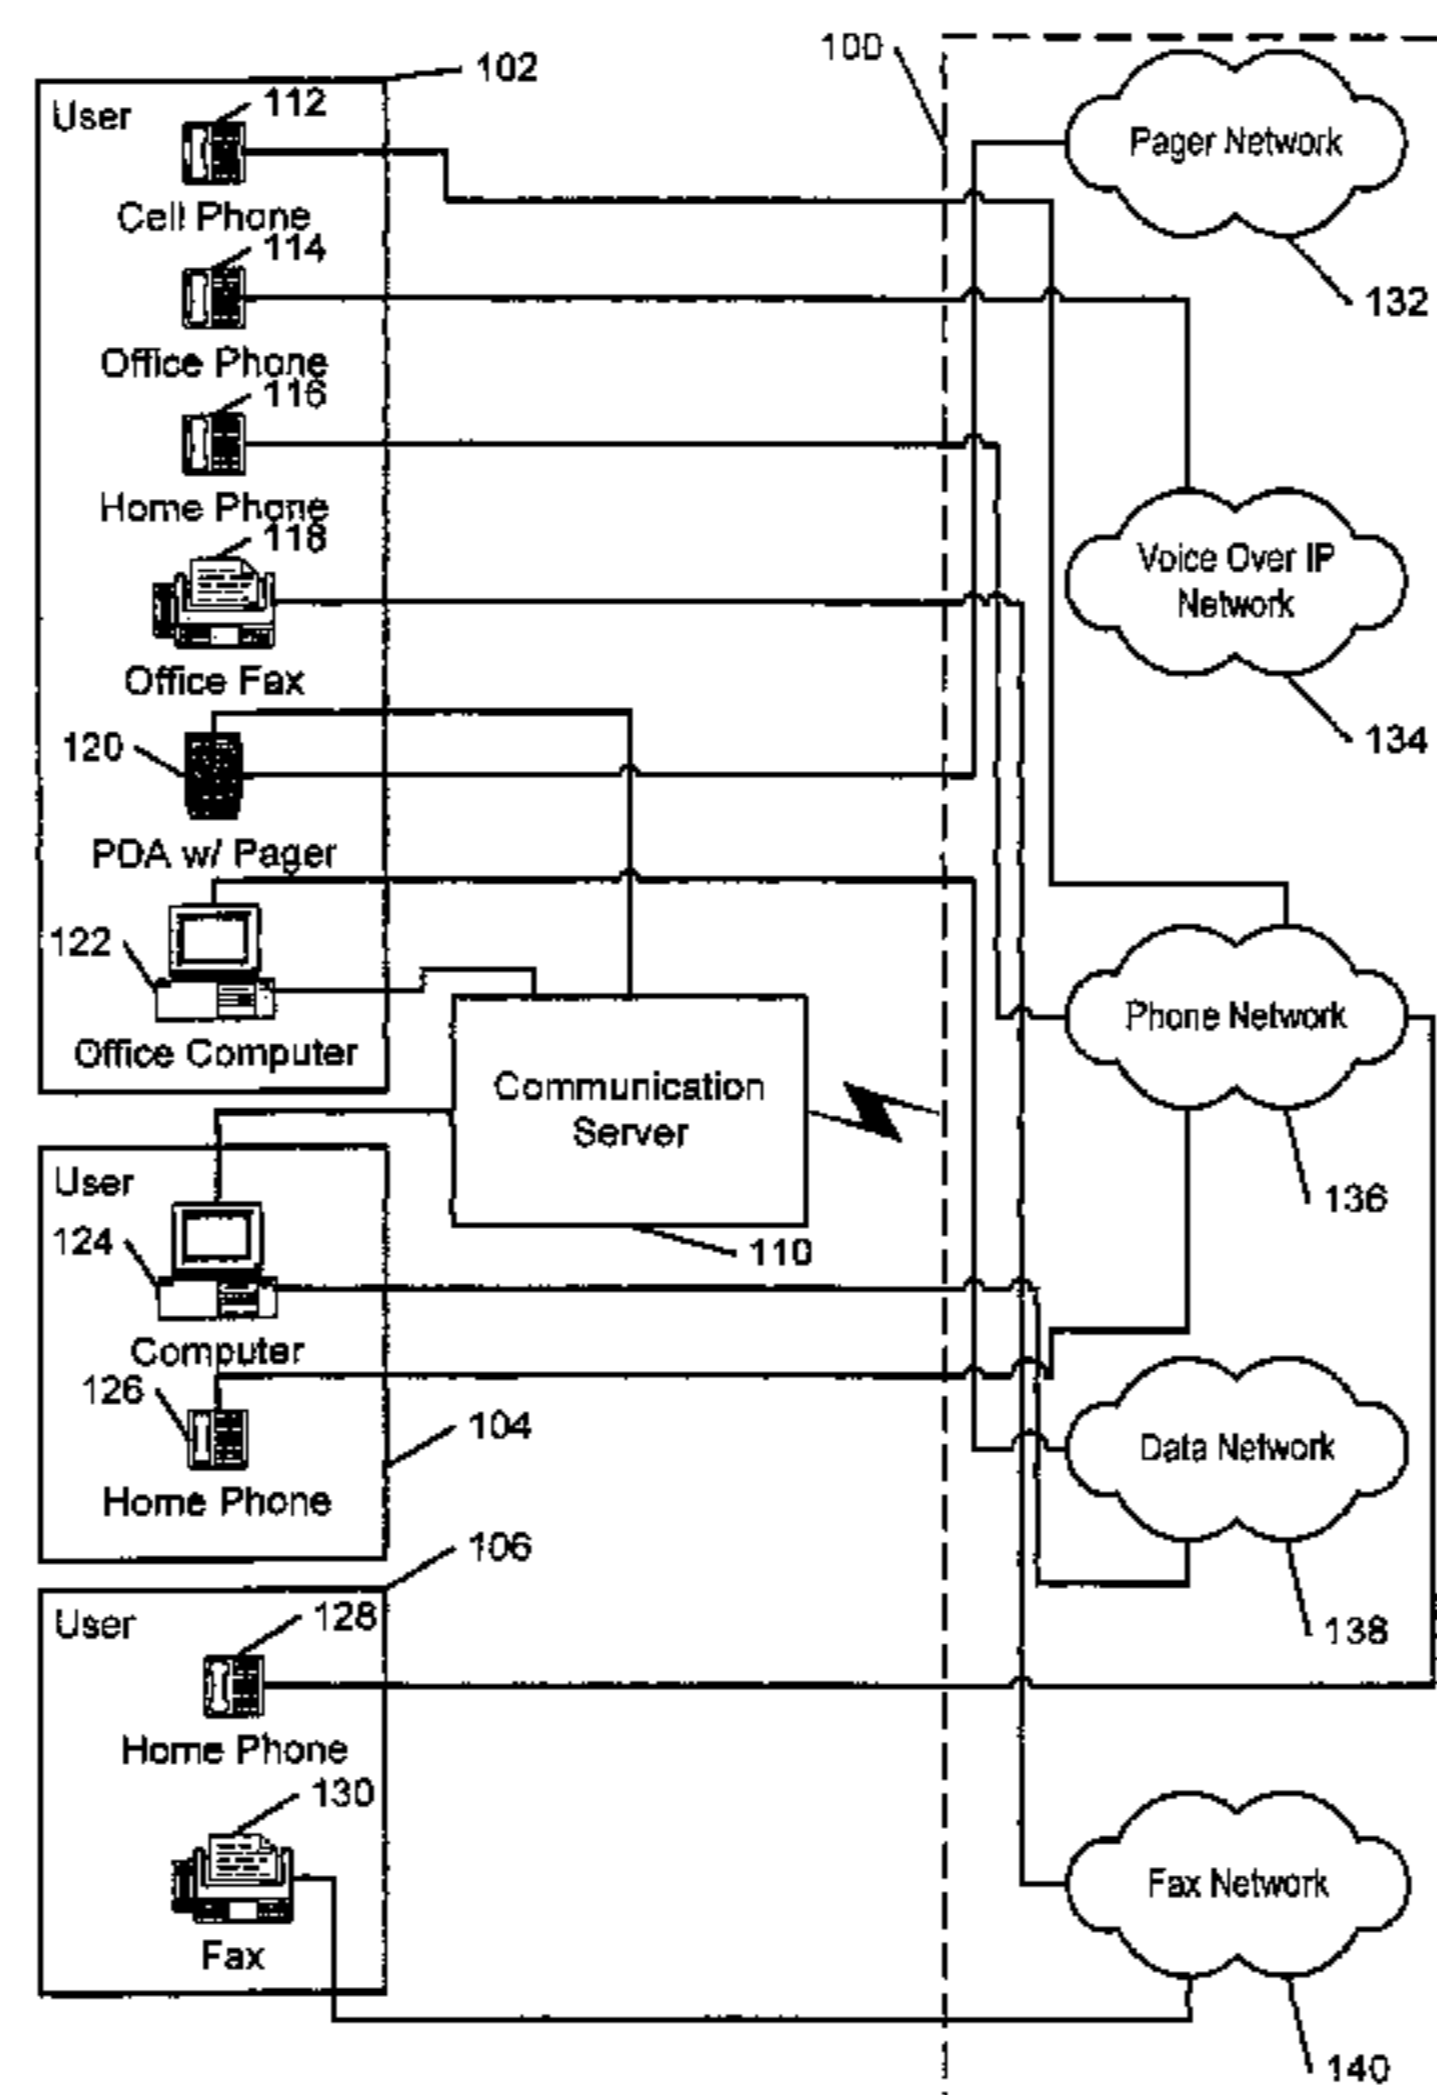 100
102
User
112
Cell Phone
114
Office Phone
116
Home Phone
118
Office Fax
120
PDA w/ Pager
122
Office Computer
Communication
Server
110
User
124
Computer
126
Home Phone
104
106
User
128
Home Phone
130
Fax
Pager Network
132
Voice Over IP
Network
134
Phone Network
136
Data Network
138
Fax Network
140